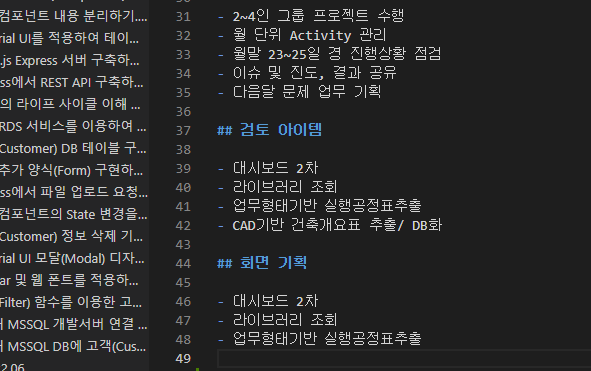 컴포넌트 내용 분리하기...
rial UI를 적용하여 테이...
.js Express 서버 구축하...
ss에서 REST API 구축하...
의 라이프 사이클 이해 ...
RDS 서비스를 이용하여 ...
Customer) DB 테이블 구...
추가 양식(Form) 구현하...
ss에서 파일 업로드 요청...
컴포넌트의 State 변경을...
Customer) 정보 삭제 기...
rial UI 모달(Modal) 디자...
ar 및 웹 폰트를 적용하...
Filter) 함수를 이용한 고...
MSSQL 개발서버 연결 ...
MSSQL DB에 고객(Cus...
2.06
31 - 2~4인 그룹 프로젝트 수행
32 - 월 단위 Activity 관리
33 - 월말 23~25일 경 진행상황 점검
34 - 이슈 및 진도, 결과 공유
35 - 다음달 문제 업무 기획
36
37 ## 검토 아이템
38
39 - 대시보드 2차
40 - 라이브러리 조회
41 - 업무형태기반 실행공정표추출
42 - CAD기반 건축개요표 추출/ DB화
43
44 ## 화면 기획
45
46 - 대시보드 2차
47 - 라이브러리 조회
48 - 업무형태기반 실행공정표추출
49